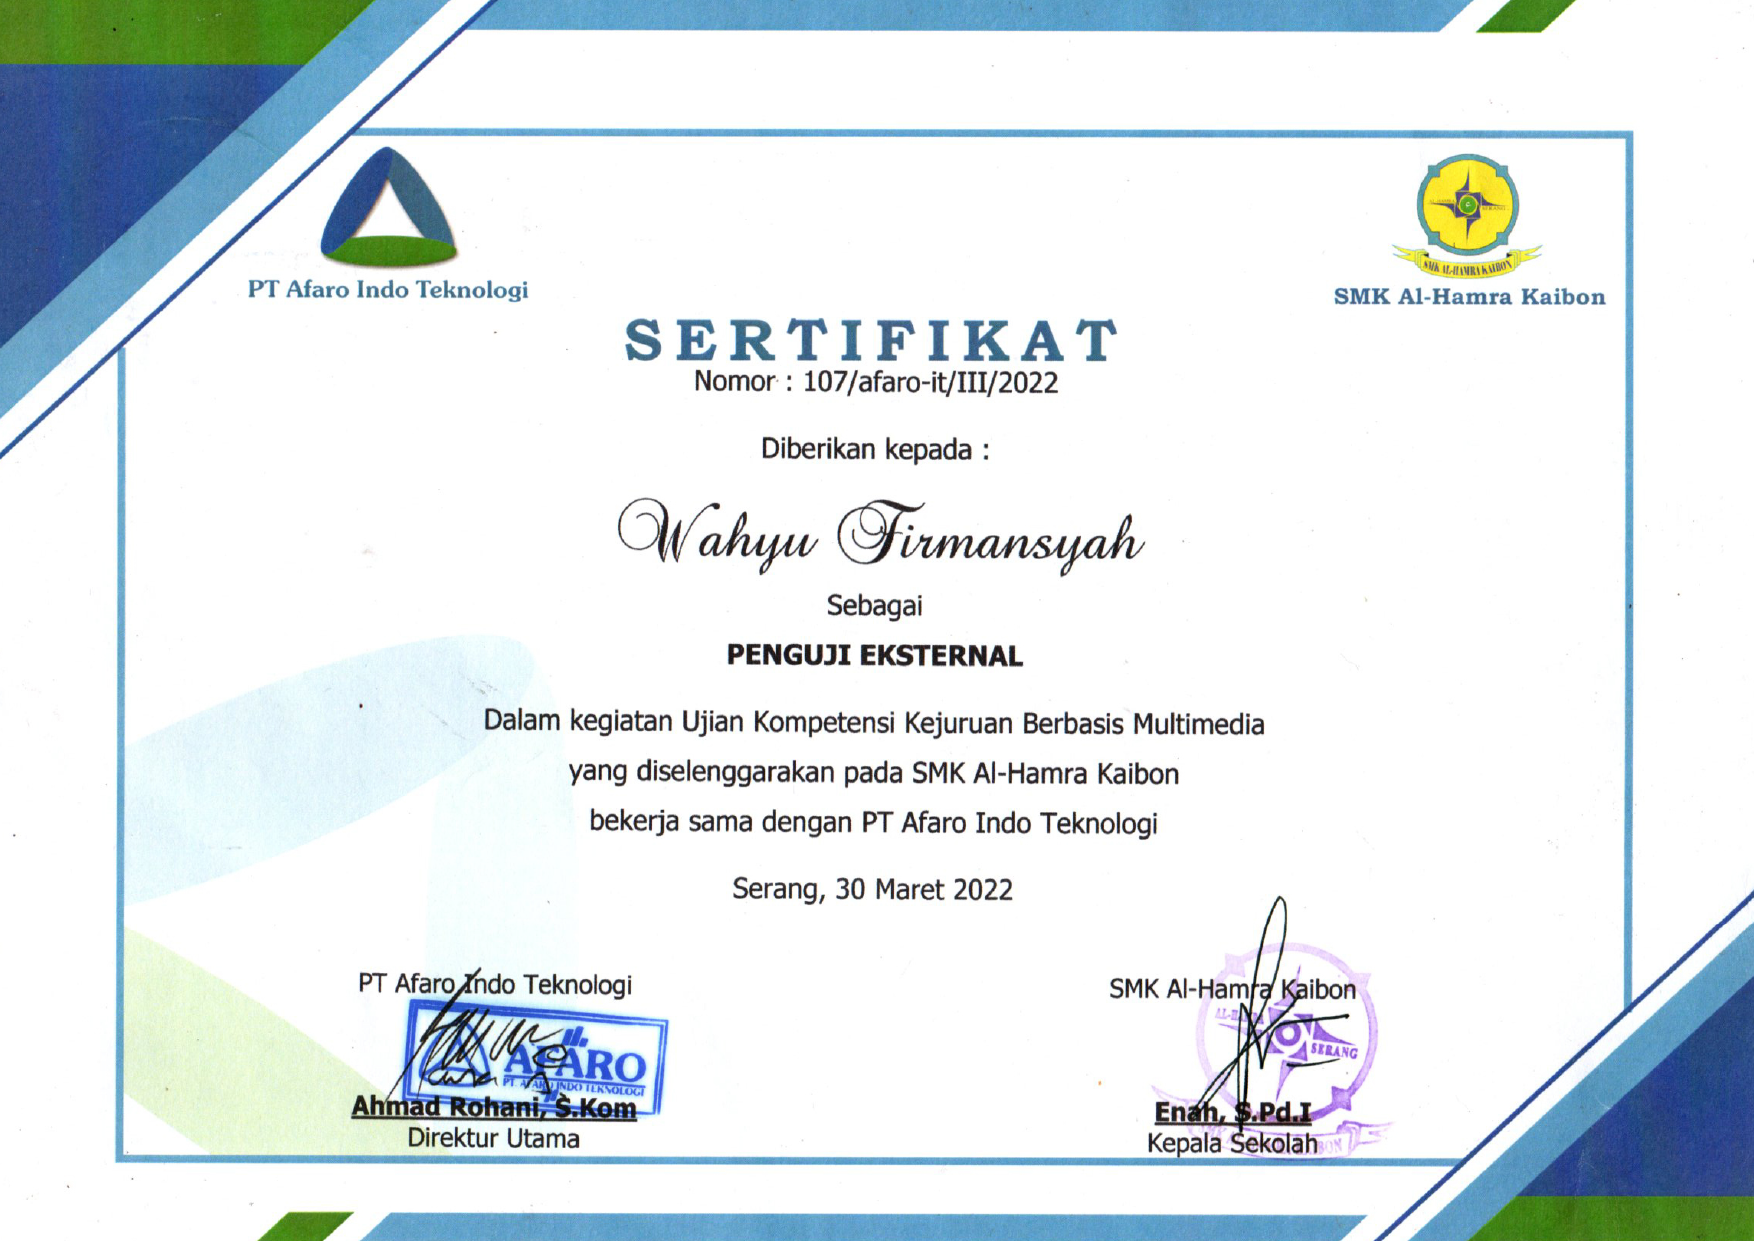 PT Afaro Indo Teknologi
SMK AL-HAMRA KAIBON
SMK Al-Hamra Kaibon
SERTIFIKAT
Nomor : 107/afaro-it/III/2022
Diberikan kepada :
Wahyu Firmansyah
Sebagai
PENGUJI EKSTERNAL
Dalam kegiatan Ujian Kompetensi Kejuruan Berbasis Multimedia
yang diselenggarakan pada SMK Al-Hamra Kaibon
bekerja sama dengan PT Afaro Indo Teknologi
Serang, 30 Maret 2022
PT Afaro Indo Teknologi
AFARO
PT. AFARO INDO TEKNOLOGI
Ahmad Rohani, S.Kom
Direktur Utama
SMK Al-Hamra Kaibon
SERANG
Enah, S.Pd.I
Kepala Sekolah